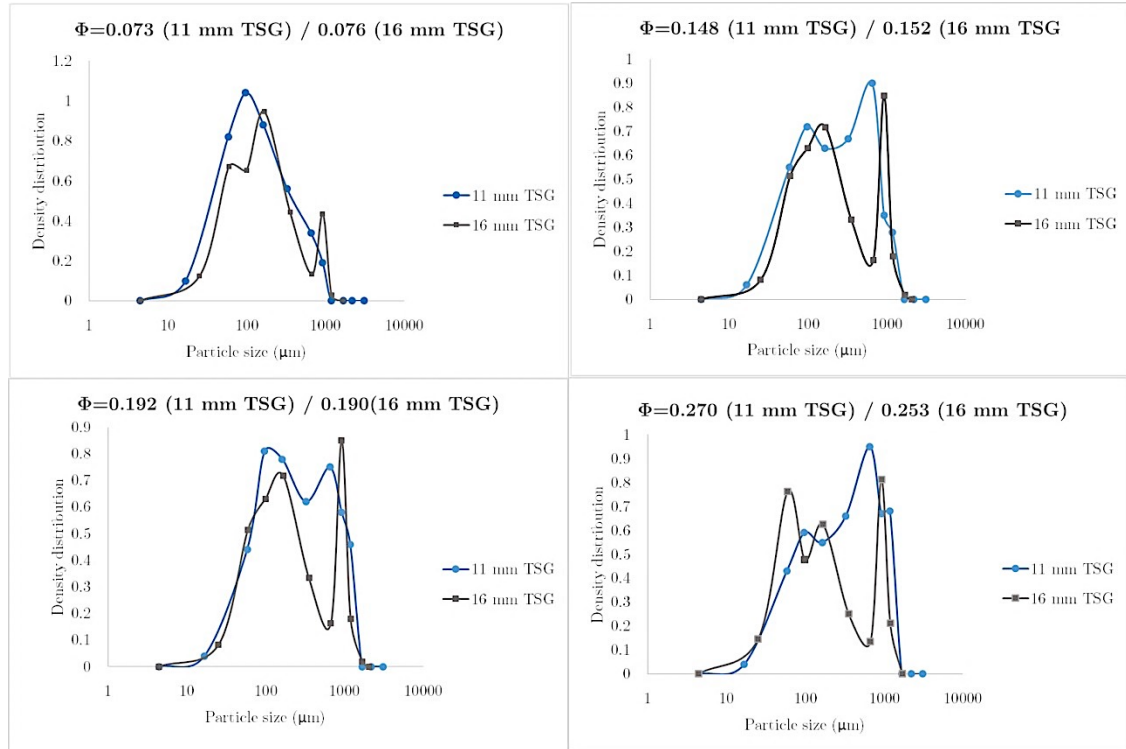 Φ=0.073 (11 mm TSG) / 0.076 (16 mm TSG)
1.2
1
0.8
0.6
0.4
0.2
0
Density distribution
1 10 100 1000 10000
Particle size (μm)
11 mm TSG
16 mm TSG
Φ=0.148 (11 mm TSG) / 0.152 (16 mm TSG
1
0.9
0.8
0.7
0.6
0.5
0.4
0.3
0.2
0.1
0
Density distribution
1 10 100 1000 10000
Particle size (μm)
11 mm TSG
16 mm TSG
Φ=0.192 (11 mm TSG) / 0.190(16 mm TSG)
0.9
0.8
0.7
0.6
0.5
0.4
0.3
0.2
0.1
0
Density distribution
1 10 100 1000 10000
Particle size (μm)
11 mm TSG
16 mm TSG
Φ=0.270 (11 mm TSG) / 0.253 (16 mm TSG)
1
0.9
0.8
0.7
0.6
0.5
0.4
0.3
0.2
0.1
0
Density distribution
1 10 100 1000 10000
Particle size (μm)
11 mm TSG
16 mm TSG